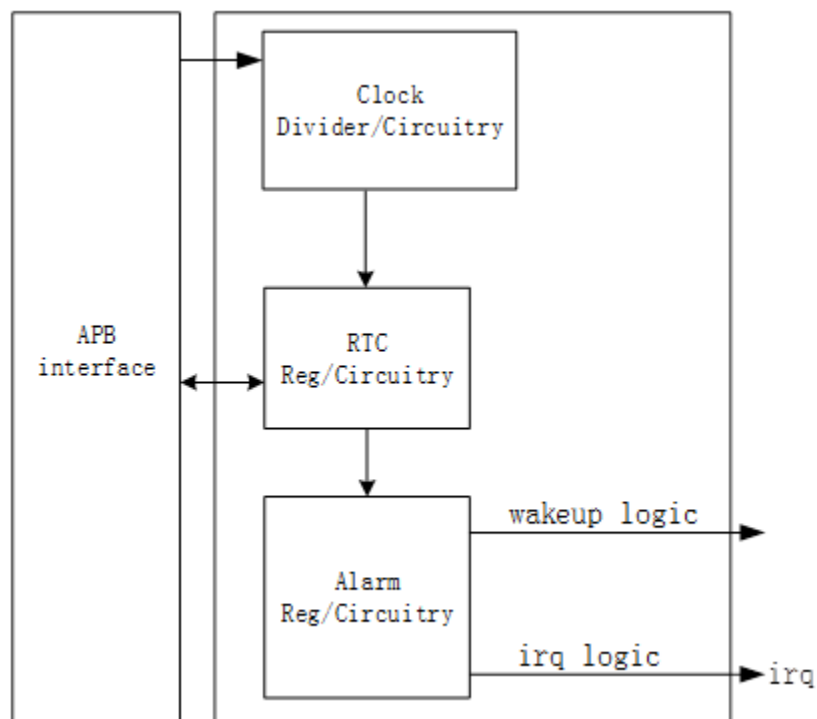 Clock
Divider/Circuitry
APB
interface
RTC
Reg/Circuitry
Alarm
Reg/Circuitry
wakeup logic
irq logic
irq